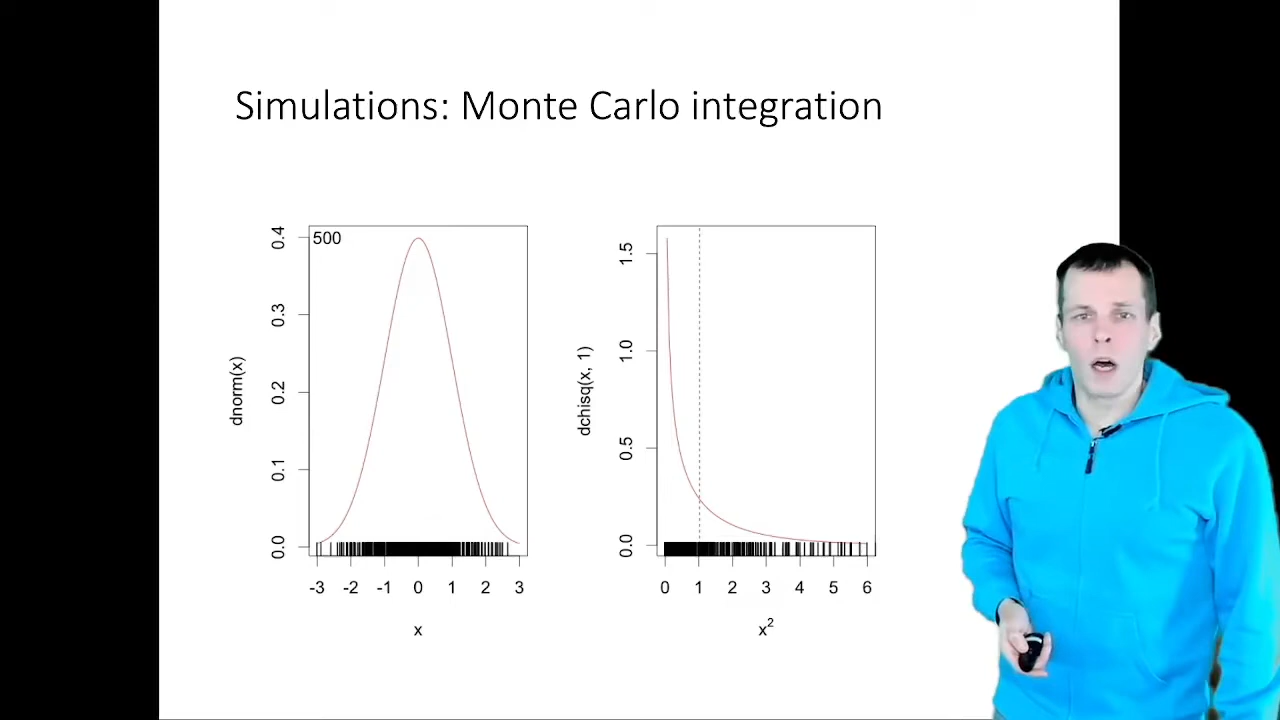 Simulations: Monte Carlo integration
500
0.4
0.3
0.2
0.1
0.0
dnorm(x)
-3 -2 -1 0 1 2 3
x
1.5
1.0
0.5
0.0
dchisq(x, 1)
0 1 2 3 4 5 6
x²